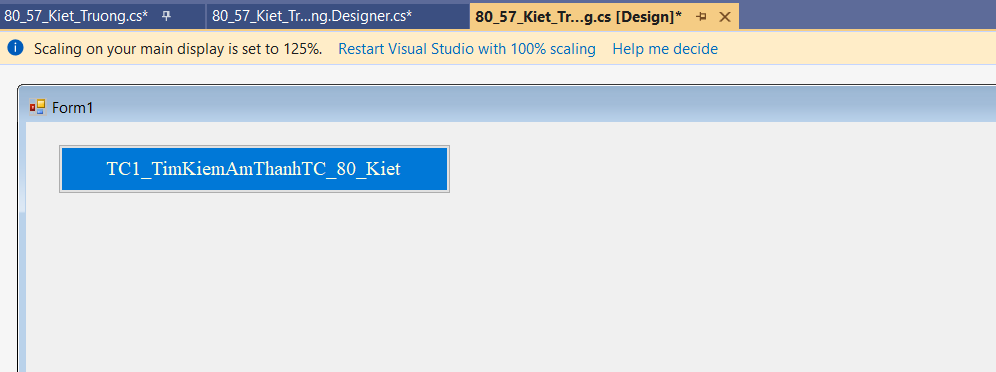 80_57_Kiet_Truong.cs* 80_57_Kiet_Tr...ng.Designer.cs* 80_57_Kiet_Tr...g.cs [Design]*
Scaling on your main display is set to 125%. Restart Visual Studio with 100% scaling Help me decide
Form1
TC1_TimKiemAmThanhTC_80_Kiet